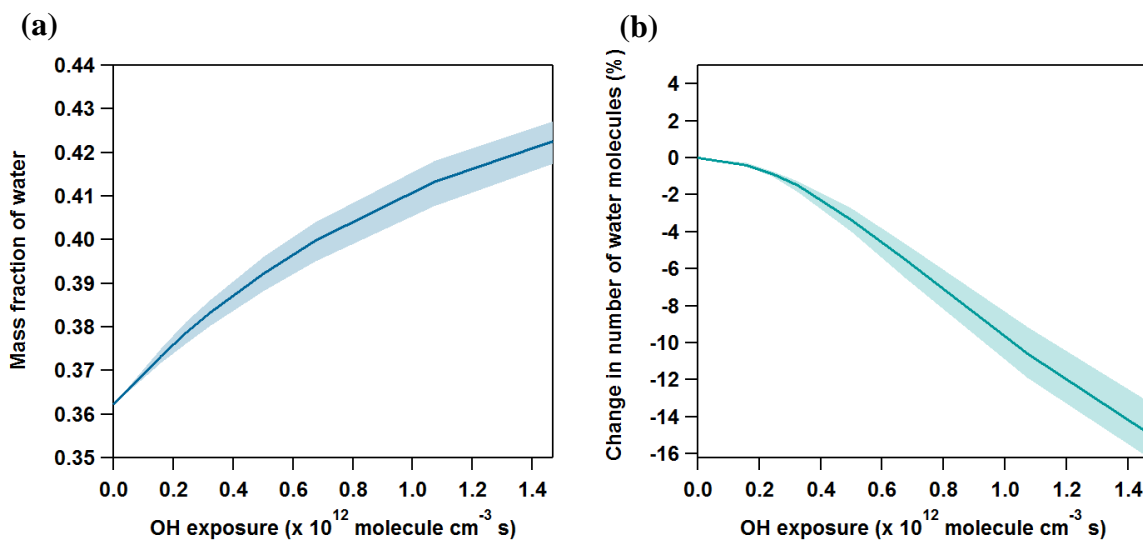 (a)
0.44
0.43
0.42
0.41
0.40
0.39
0.38
0.37
0.36
0.35
Mass fraction of water
0.0 0.2 0.4 0.6 0.8 1.0 1.2 1.4
OH exposure (x 10¹² molecule cm⁻³ s)
(b)
4
2
0
-2
-4
-6
-8
-10
-12
-14
-16
Change in number of water molecules (%)
0.0 0.2 0.4 0.6 0.8 1.0 1.2 1.4
OH exposure (x 10¹² molecule cm⁻³ s)